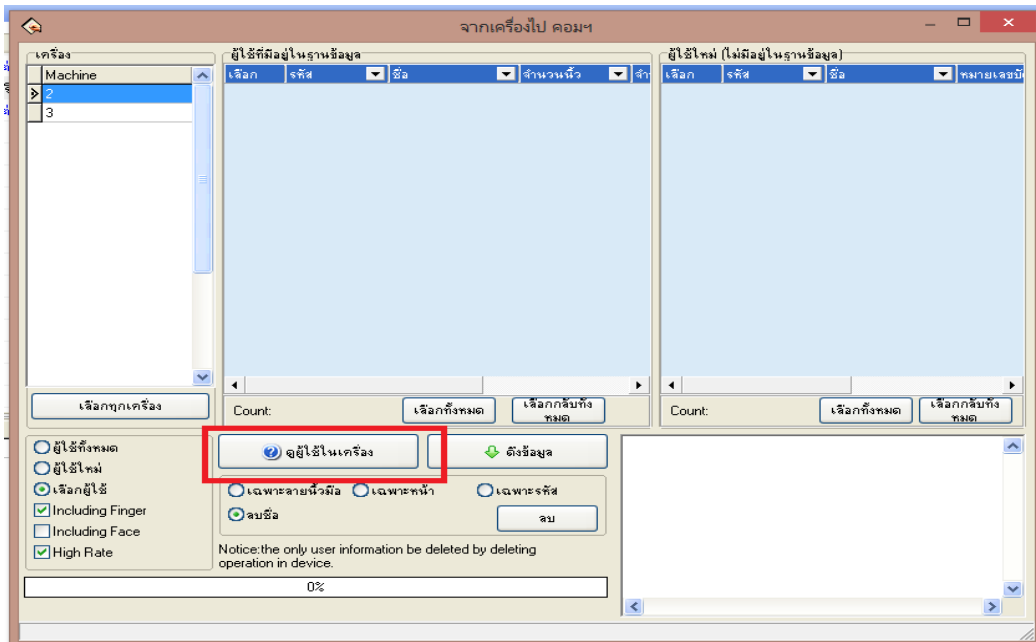 จากเครื่องไป คอมฯ
เครื่อง
Machine
2
3
เลือกทุกเครื่อง
ผู้ใช้ที่มีอยู่ในฐานข้อมูล
เลือก รหัส ชื่อ จำนวนนิ้ว
Count:
เลือกทั้งหมด
เลือกกลับทั้ง
หมด
ผู้ใช้ใหม่ (ไม่มีอยู่ในฐานข้อมูล)
เลือก รหัส ชื่อ
Count:
เลือกทั้งหมด
เลือกกลับทั้ง
หมด
ผู้ใช้ทั้งหมด
ผู้ใช้ใหม่
เลือกผู้ใช้
Including Finger
Including Face
High Rate
ดูผู้ใช้ในเครื่อง
ดึงข้อมูล
เฉพาะลายนิ้วมือ เฉพาะหน้า เฉพาะรหัส
ลบชื่อ
ลบ
Notice:the only user information be deleted by deleting
operation in device.
0%